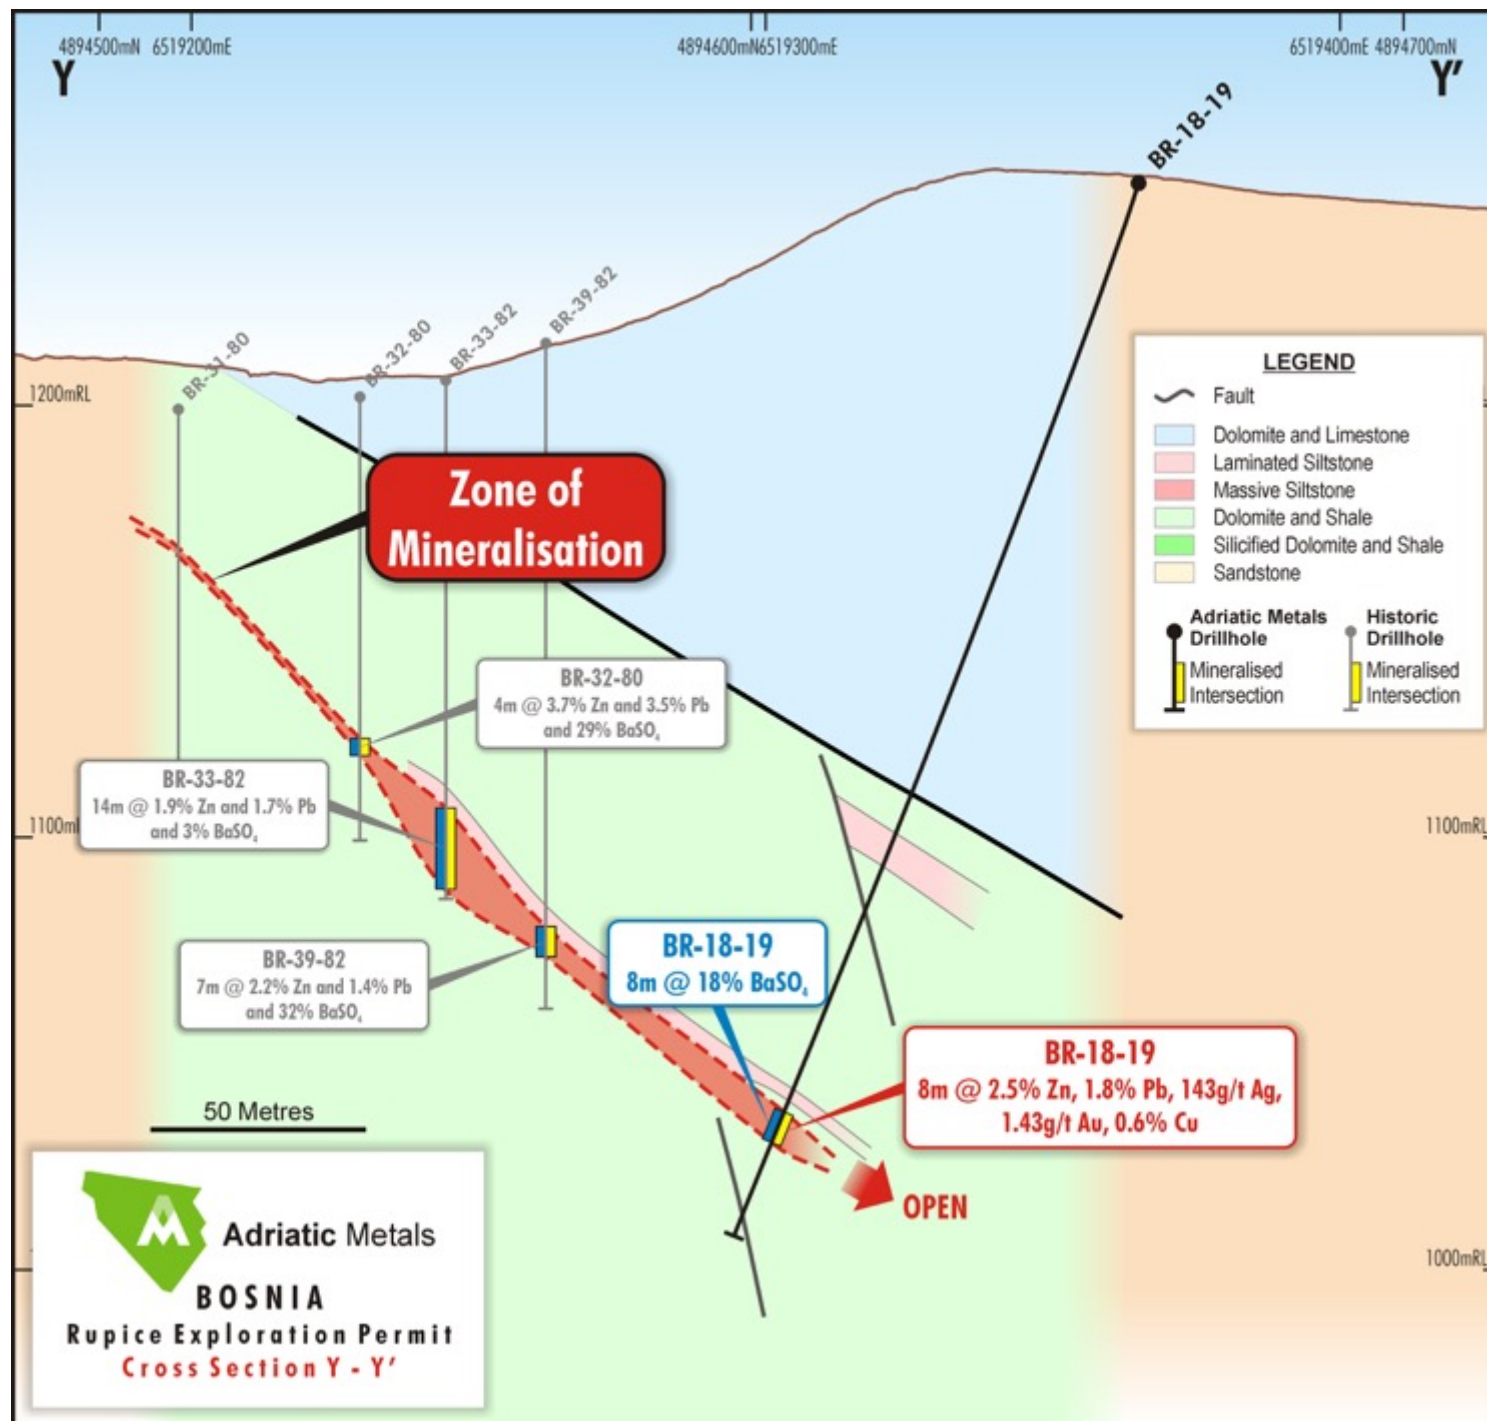 4894500mN 6519200mE
4894600mN 6519300mE
6519400mE 4894700mN
Y
Y'
BR-18-19
BR-31-80
BR-32-80
BR-33-82
BR-39-82
1200mRL
LEGEND
Fault
Dolomite and Limestone
Laminated Siltstone
Massive Siltstone
Dolomite and Shale
Silicified Dolomite and Shale
Sandstone
Adriatic Metals
Drillhole
Mineralised
Intersection
Historic
Drillhole
Mineralised
Intersection
Zone of
Mineralisation
BR-32-80
4m @ 3.7% Zn and 3.5% Pb
and 29% BaSO₄
BR-33-82
14m @ 1.9% Zn and 1.7% Pb
and 3% BaSO₄
1100mRL
BR-39-82
7m @ 2.2% Zn and 1.4% Pb
and 32% BaSO₄
BR-18-19
8m @ 18% BaSO₄
BR-18-19
8m @ 2.5% Zn, 1.8% Pb, 143g/t Ag,
1.43g/t Au, 0.6% Cu
OPEN
50 Metres
1000mRL
Adriatic Metals
BOSNIA
Rupice Exploration Permit
Cross Section Y - Y'